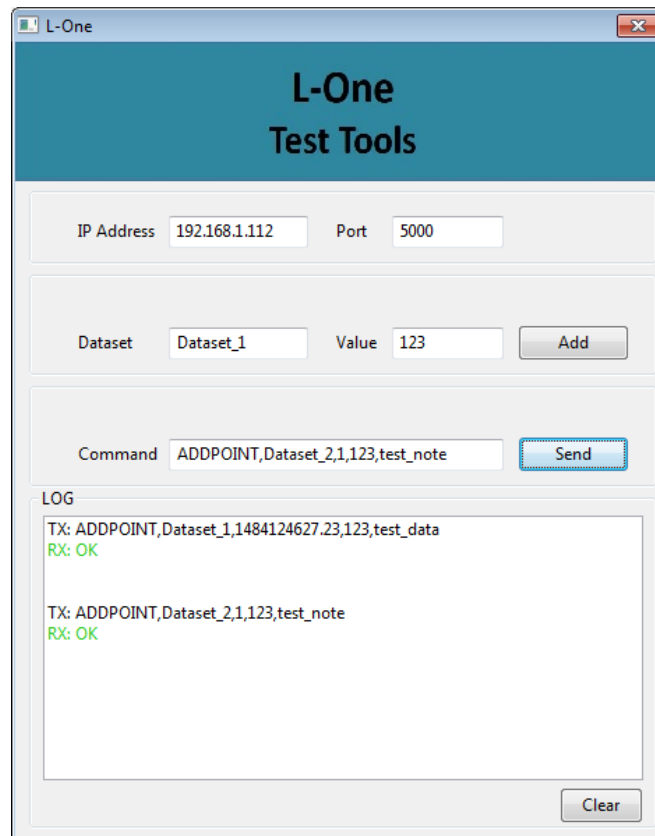 L-One
L-One
Test Tools
IP Address 192.168.1.112 Port 5000
Dataset Dataset_1 Value 123 Add
Command ADDPOINT,Dataset_2,1,123,test_note Send
LOG
TX: ADDPOINT,Dataset_1,1484124627.23,123,test_data
RX: OK
TX: ADDPOINT,Dataset_2,1,123,test_note
RX: OK
Clear